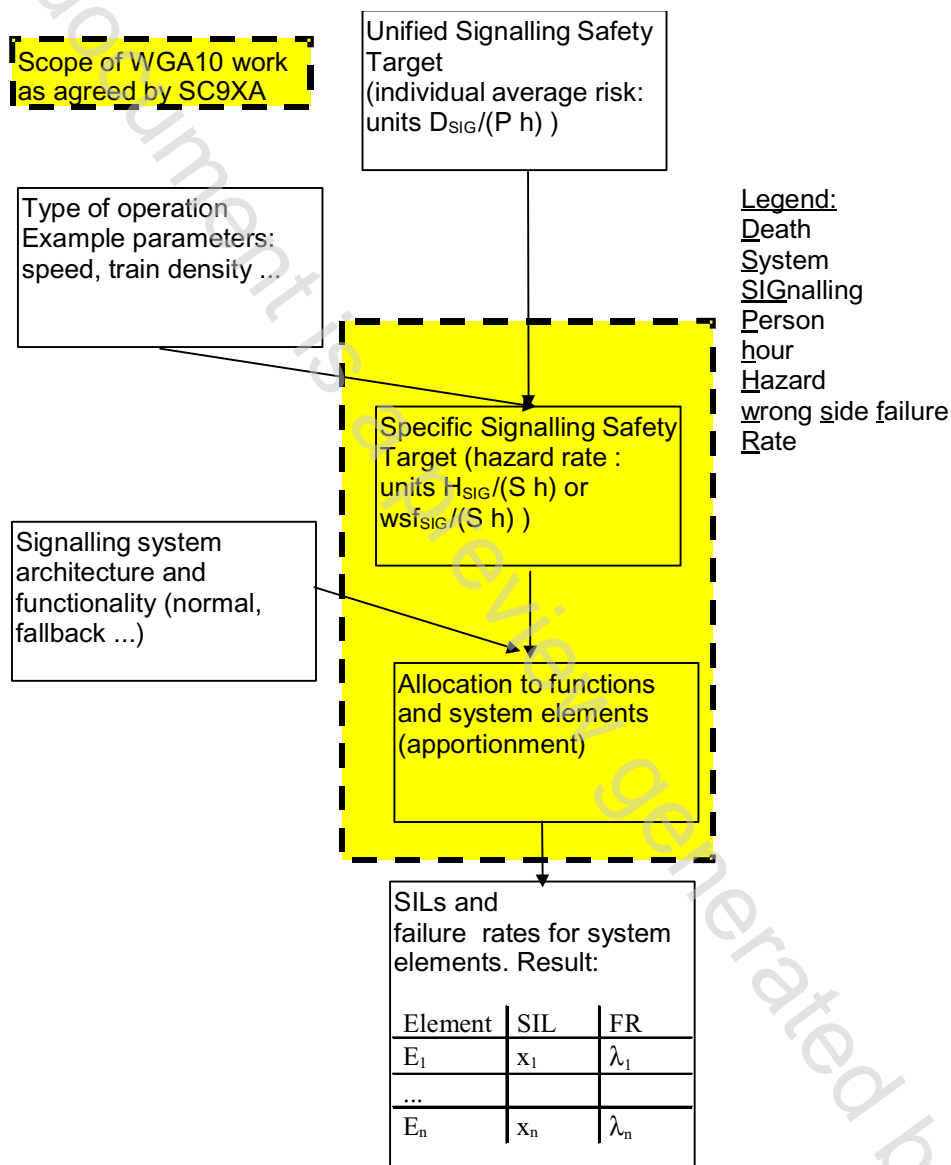 Scope of WGA10 work
as agreed by SC9XA
Unified Signalling Safety
Target
(individual average risk:
units DSIG/(P h) )
Type of operation
Example parameters:
speed, train density ...
Legend:
Death
System
SIGnalling
Person
hour
Hazard
wrong side failure
Rate
Specific Signalling Safety
Target (hazard rate :
units HSIG/(S h) or
wsfSIG/(S h) )
Signalling system
architecture and
functionality (normal,
fallback ...)
Allocation to functions
and system elements
(apportionment)
SILs and
failure rates for system
elements. Result:
Element SIL FR
E1 x1 λ1
...
En xn λn
document is a preview generated b